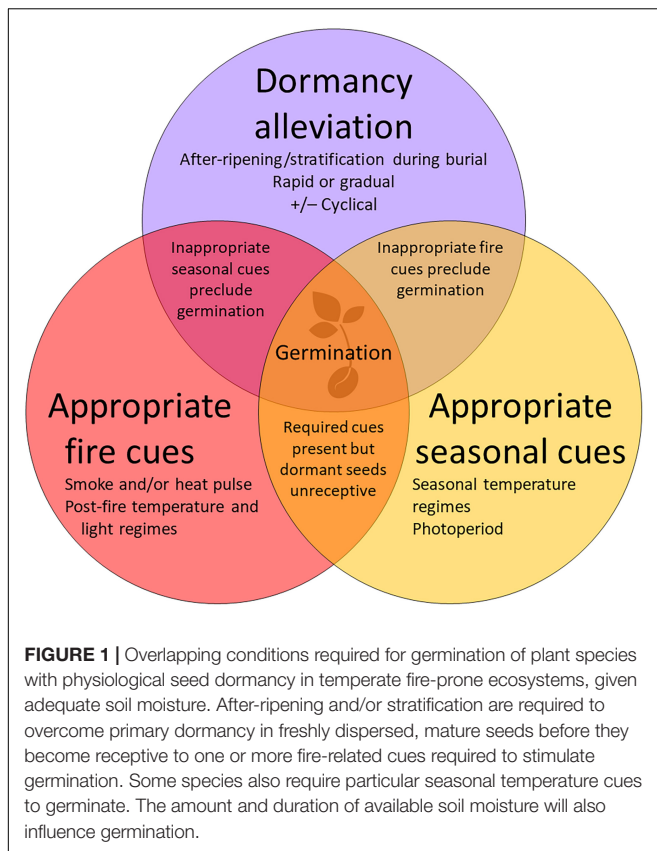 Dormancy
alleviation
After-ripening/stratification during burial
Rapid or gradual
+/– Cyclical
Inappropriate
seasonal cues
preclude
germination
Inappropriate fire
cues preclude
germination
Germination
Appropriate
fire cues
Smoke and/or heat pulse
Post-fire temperature and
light regimes
Required cues
present but
dormant seeds
unreceptive
Appropriate
seasonal cues
Seasonal temperature
regimes
Photoperiod
FIGURE 1 | Overlapping conditions required for germination of plant species
with physiological seed dormancy in temperate fire-prone ecosystems, given
adequate soil moisture. After-ripening and/or stratification are required to
overcome primary dormancy in freshly dispersed, mature seeds before they
become receptive to one or more fire-related cues required to stimulate
germination. Some species also require particular seasonal temperature cues
to germinate. The amount and duration of available soil moisture will also
influence germination.